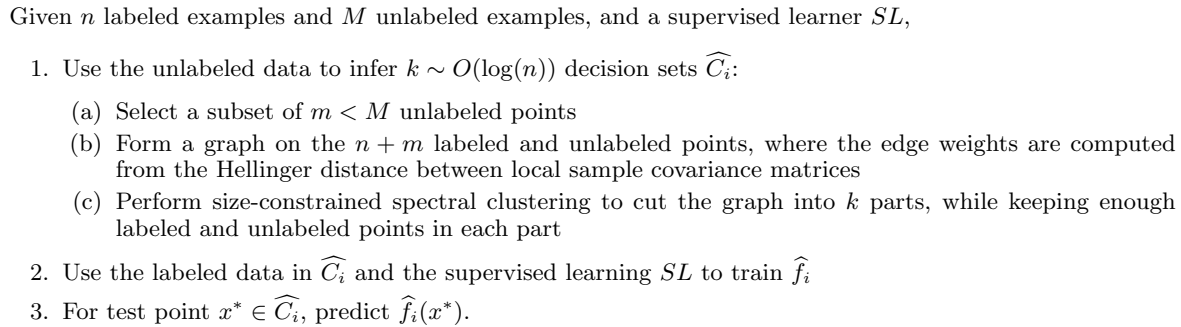 Given n labeled examples and M unlabeled examples, and a supervised learner SL,
1. Use the unlabeled data to infer k ∼ O(log(n)) decision sets Ĉᵢ:
(a) Select a subset of m < M unlabeled points
(b) Form a graph on the n + m labeled and unlabeled points, where the edge weights are computed
from the Hellinger distance between local sample covariance matrices
(c) Perform size-constrained spectral clustering to cut the graph into k parts, while keeping enough
labeled and unlabeled points in each part
2. Use the labeled data in Ĉᵢ and the supervised learning SL to train f̂ᵢ
3. For test point x* ∈ Ĉᵢ, predict f̂ᵢ(x*).